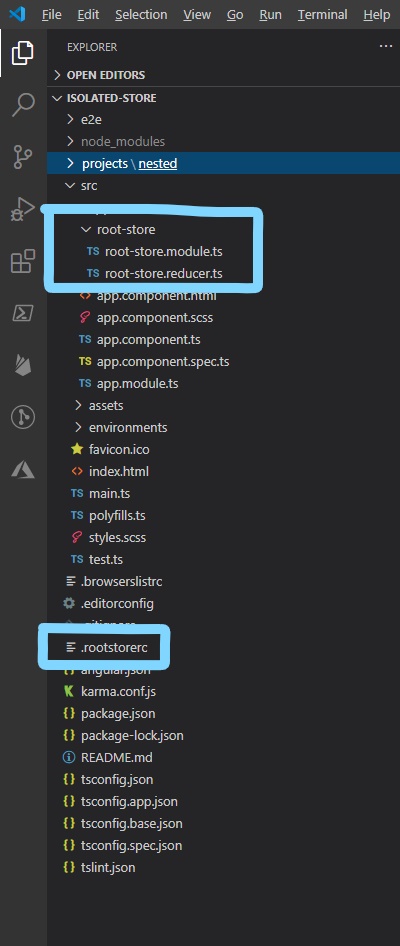 File Edit Selection View Go Run Terminal Help
EXPLORER
OPEN EDITORS
ISOLATED-STORE
e2e
node_modules
projects \ nested
src
root-store
TS root-store.module.ts
TS root-store.reducer.ts
app.component.html
app.component.scss
TS app.component.ts
TS app.component.spec.ts
TS app.module.ts
assets
environments
favicon.ico
index.html
TS main.ts
TS polyfills.ts
styles.scss
TS test.ts
.browserslistrc
.editorconfig
.gitignore
.rootstorerc
{} angular.json
karma.conf.js
{} package.json
{} package-lock.json
README.md
{} tsconfig.json
{} tsconfig.app.json
{} tsconfig.base.json
{} tsconfig.spec.json
{} tslint.json